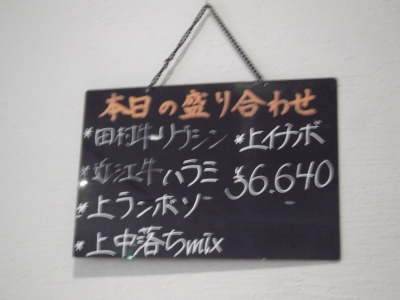 本日の盛り合わせ
*田村牛リブシン *上イチボ
*近江牛ハラミ ¥6.640
*上ランボソー
*上中落ちmix